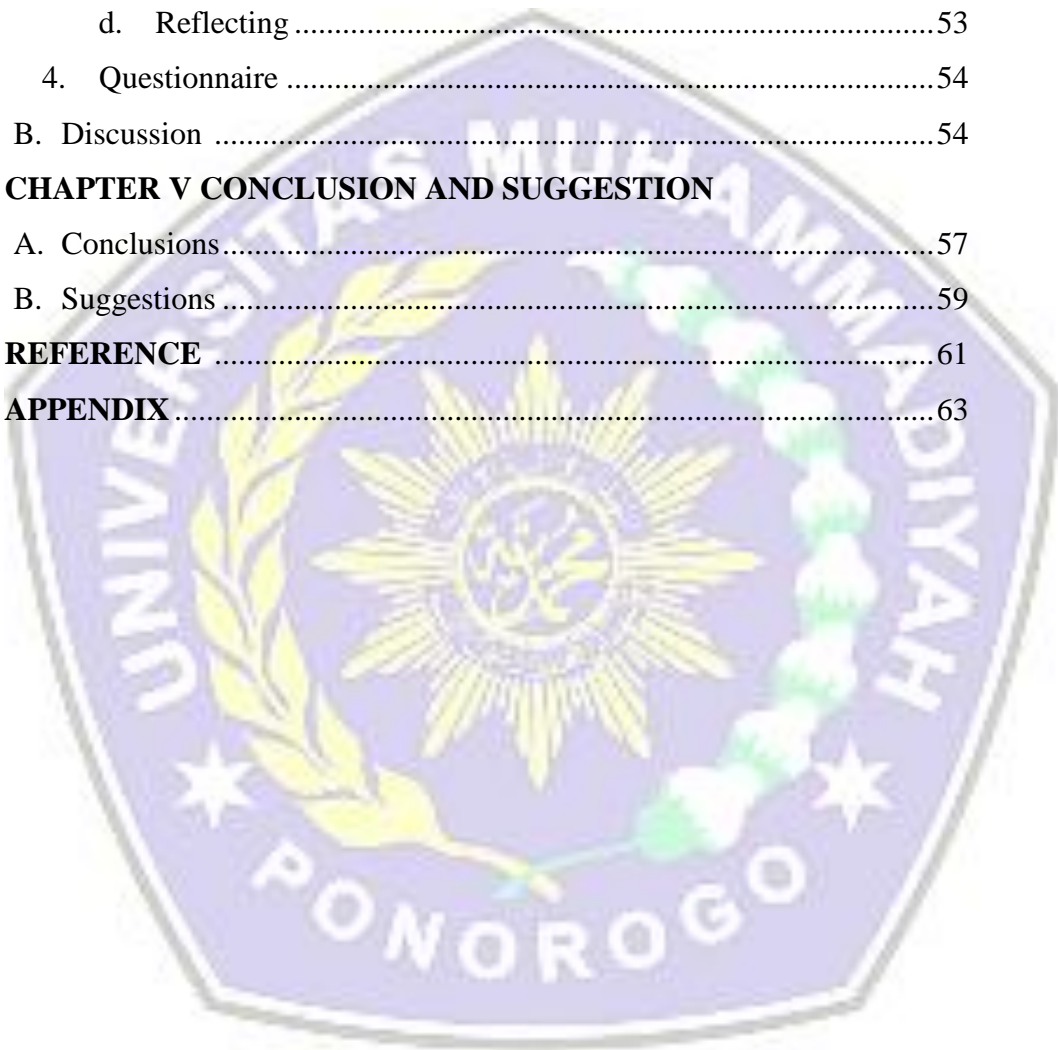 d. Reflecting ........................................................................ 53
4. Questionnaire ........................................................................ 54
B. Discussion ........................................................................ 54
CHAPTER V CONCLUSION AND SUGGESTION
A. Conclusions ........................................................................ 57
B. Suggestions ........................................................................ 59
REFERENCE ........................................................................ 61
APPENDIX ........................................................................ 63
UNIVERSITAS MUHAMMADIYAH
PONOROGO